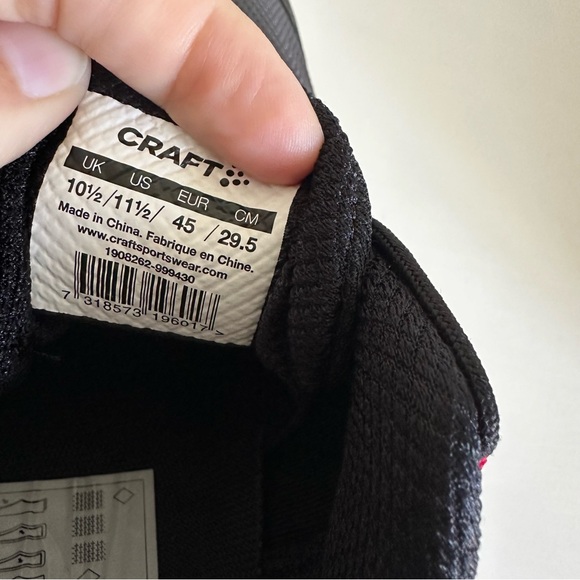 CRAFT
UK US EUR CM
10½/11½/ 45 /29.5
Made in China. Fabrique en Chine.
www.craftsportswear.com
1908262-999430
7 318573 196017 >